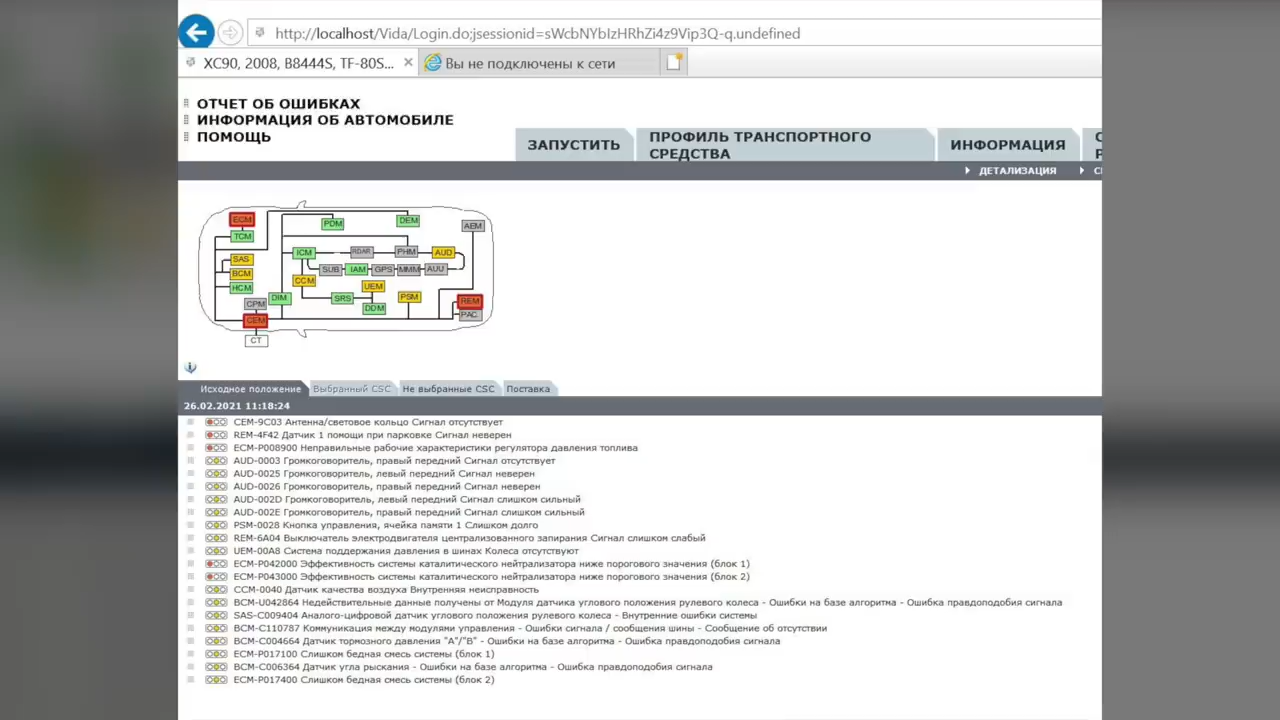 http://localhost/Vida/Login.do;jsessionid=sWcbNYbIzHRhZi4z9Vip3Q-q.undefined
XC90, 2008, B8444S, TF-80S...
Вы не подключены к сети
ОТЧЕТ ОБ ОШИБКАХ
ИНФОРМАЦИЯ ОБ АВТОМОБИЛЕ
ПОМОЩЬ
ЗАПУСТИТЬ
ПРОФИЛЬ ТРАНСПОРТНОГО
СРЕДСТВА
ИНФОРМАЦИЯ
ДЕТАЛИЗАЦИЯ
ECM
TCM
PDM
DEM
AEM
SAS
BCM
HCM
ICM
RDAR
PHM
AUD
SUB
IAM
GPS
MMM
AUU
CCM
UEM
CPM
DIM
SRS
DDM
PSM
REM
PAC
CEM
CT
Исходное положение
Выбранный CSC
Не выбранные CSC
Поставка
26.02.2021 11:18:24
CEM-9C03 Антенна/световое кольцо Сигнал отсутствует
REM-4F42 Датчик 1 помощи при парковке Сигнал неверен
ECM-P008900 Неправильные рабочие характеристики регулятора давления топлива
AUD-0003 Громкоговоритель, правый передний Сигнал отсутствует
AUD-0025 Громкоговоритель, левый передний Сигнал неверен
AUD-0026 Громкоговоритель, правый передний Сигнал неверен
AUD-002D Громкоговоритель, левый передний Сигнал слишком сильный
AUD-002E Громкоговоритель, правый передний Сигнал слишком сильный
PSM-0028 Кнопка управления, ячейка памяти 1 Слишком долго
REM-6A04 Выключатель электродвигателя централизованного запирания Сигнал слишком слабый
UEM-00A8 Система поддержания давления в шинах Колеса отсутствуют
ECM-P042000 Эффективность системы каталитического нейтрализатора ниже порогового значения (блок 1)
ECM-P043000 Эффективность системы каталитического нейтрализатора ниже порогового значения (блок 2)
CCM-0040 Датчик качества воздуха Внутренняя неисправность
BCM-U042864 Недействительные данные получены от Модуля датчика углового положения рулевого колеса - Ошибки на базе алгоритма - Ошибка правдоподобия сигнала
SAS-C009404 Аналого-цифровой датчик углового положения рулевого колеса - Внутренние ошибки системы
BCM-C110787 Коммуникация между модулями управления - Ошибки сигнала / сообщения шины - Сообщение об отсутствии
BCM-C004664 Датчик тормозного давления "A"/"B" - Ошибки на базе алгоритма - Ошибка правдоподобия сигнала
ECM-P017100 Слишком бедная смесь системы (блок 1)
BCM-C006364 Датчик угла рыскания - Ошибки на базе алгоритма - Ошибка правдоподобия сигнала
ECM-P017400 Слишком бедная смесь системы (блок 2)